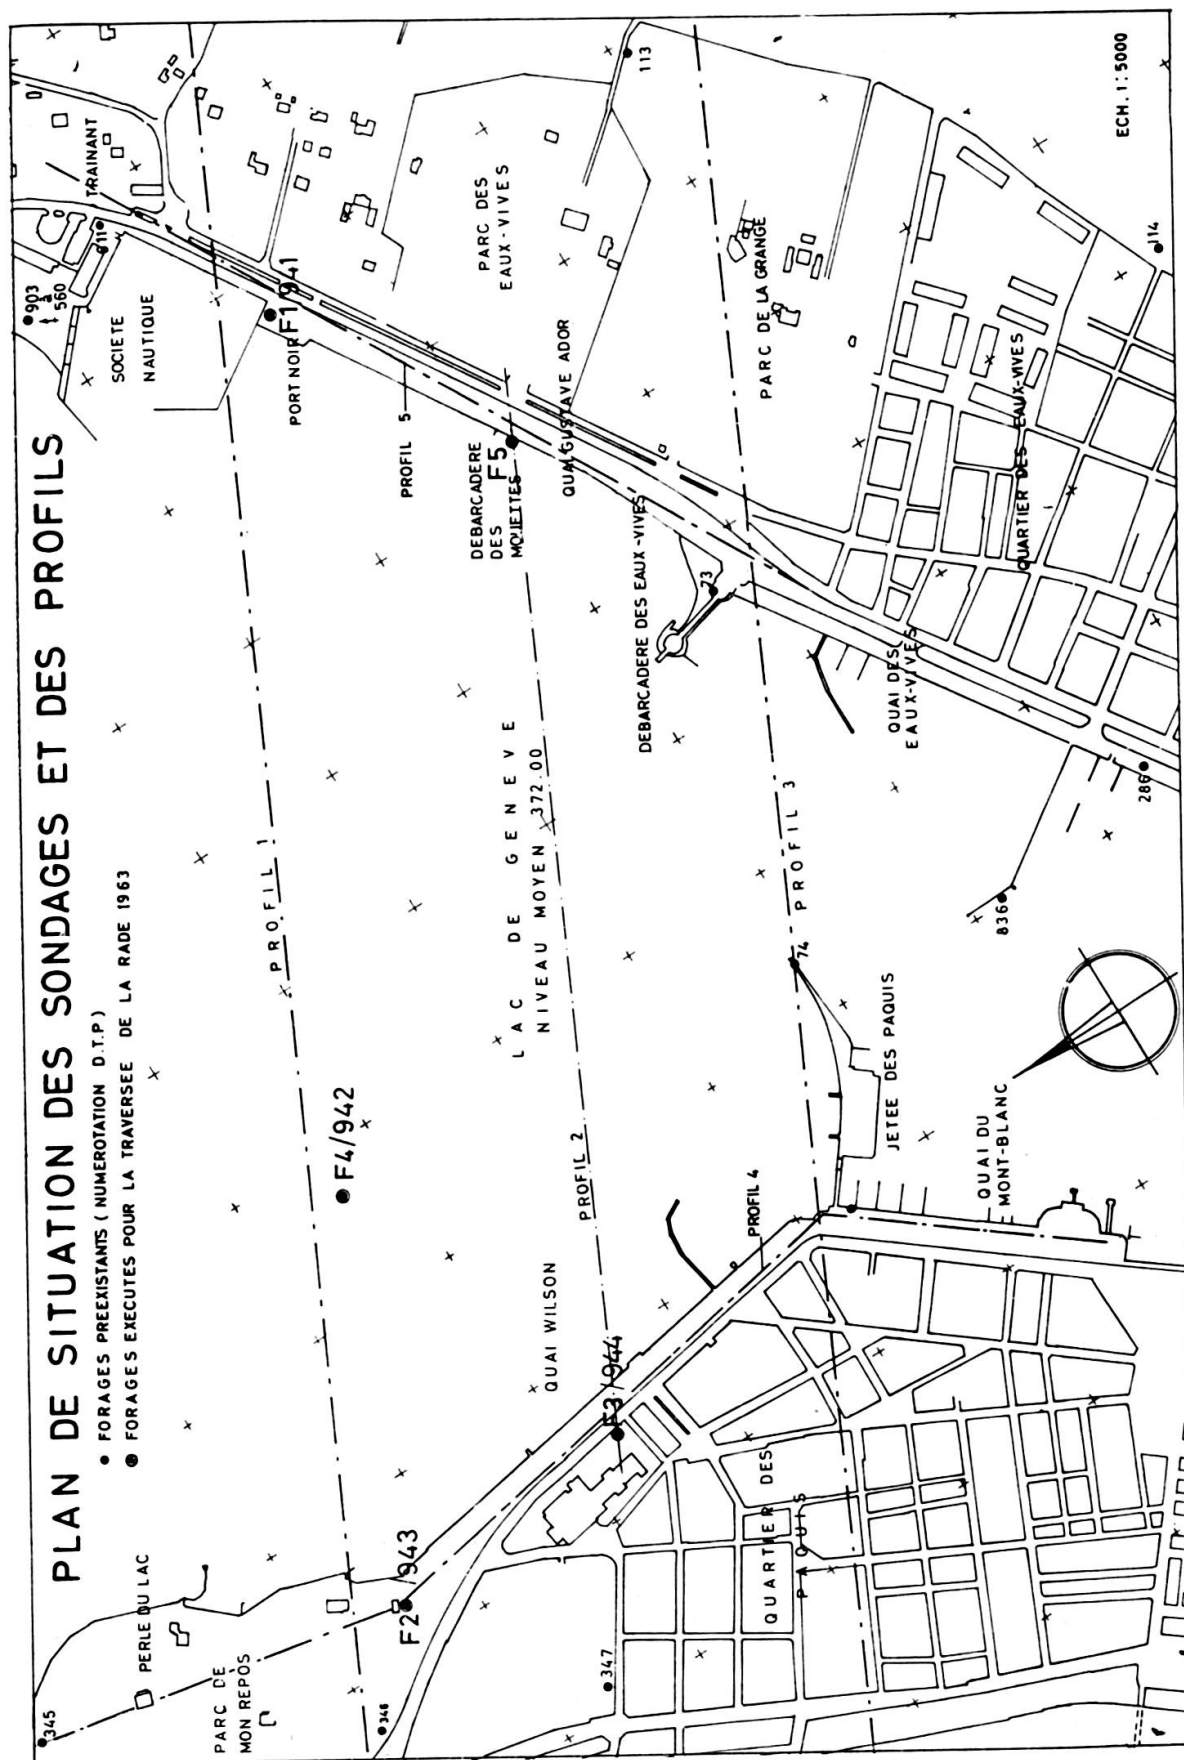 PLAN DE SITUATION DES SONDAGES ET DES PROFILS
• FORAGES PREEXISTANTS (NUMEROTATION D.T.P)
FORAGES EXECUTES POUR LA TRAVERSEE DE LA RADE 1963
345
PERLE DU LAC
PARC DE
MON REPOS
346
F2 943
F4/942
PROFIL 1
903
à
560
SOCIETE
NAUTIQUE
TRAINANT
PORT NOIR
F1/941
PROFIL 5
DEBARCADERE
DES
MOUETTES
F5
PARC DES
EAUX-VIVES
113
QUAI GUSTAVE ADOR
LAC DE GENEVE
NIVEAU MOYEN 372.00
PROFIL 2
QUAI WILSON
F3 944
347
PROFIL 4
DEBARCADERE DES EAUX-VIVES
73
PARC DE LA GRANGE
PROFIL 3
74
JETEE DES PAQUIS
QUARTIER DES
PAQUIS
QUAI DU
MONT-BLANC
836
QUAI DES
EAUX-VIVES
286
QUARTIER DES EAUX-VIVES
114
ECH. 1:5000